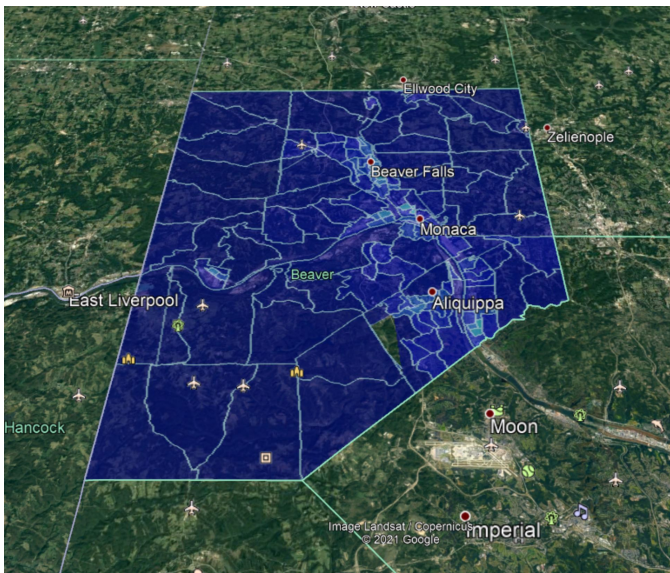 Ellwood City
Zelienople
Beaver Falls
Monaca
Beaver
East Liverpool
Aliquippa
Hancock
Moon
Imperial
Image Landsat / Copernicus
© 2021 Google